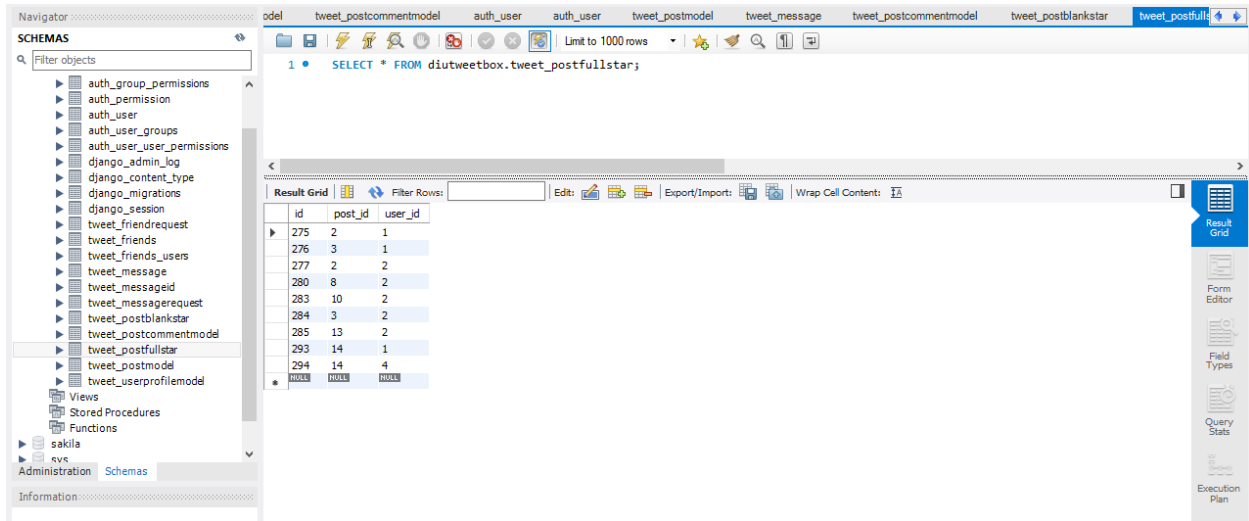 Navigator
SCHEMAS
Filter objects
auth_group_permissions
auth_permission
auth_user
auth_user_groups
auth_user_user_permissions
django_admin_log
django_content_type
django_migrations
django_session
tweet_friendrequest
tweet_friends
tweet_friends_users
tweet_message
tweet_messageid
tweet_messagerequest
tweet_postblankstar
tweet_postcommentmodel
tweet_postfullstar
tweet_postmodel
tweet_userprofilemodel
Views
Stored Procedures
Functions
sakila
sys
Administration Schemas
Information
odel tweet_postcommentmodel auth_user auth_user tweet_postmodel tweet_message tweet_postcommentmodel tweet_postblankstar tweet_postfulls
Limit to 1000 rows
1 SELECT * FROM diutweetbox.tweet_postfullstar;
Result Grid Filter Rows: Edit: Export/Import: Wrap Cell Content:
id post_id user_id
275 2 1
276 3 1
277 2 2
280 8 2
283 10 2
284 3 2
285 13 2
293 14 1
294 14 4
NULL NULL NULL
Result
Grid
Form
Editor
Field
Types
Query
Stats
Execution
Plan